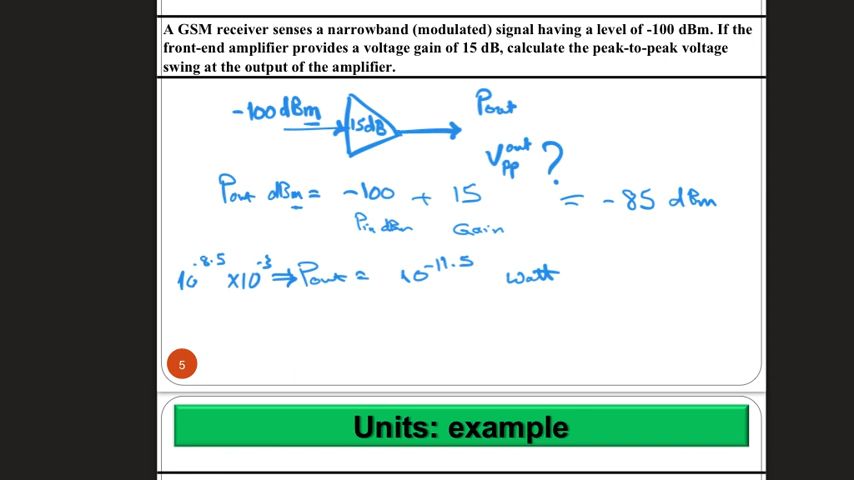 A GSM receiver senses a narrowband (modulated) signal having a level of -100 dBm. If the
front-end amplifier provides a voltage gain of 15 dB, calculate the peak-to-peak voltage
swing at the output of the amplifier.
-100 dBm 15dB Pout
Vpp out ?
Pout dBm = -100 + 15 = -85 dBm
Pin dBm Gain
10^-8.5 x10^-3 ⇒ Pout = 10^-11.5 watt
5
Units: example